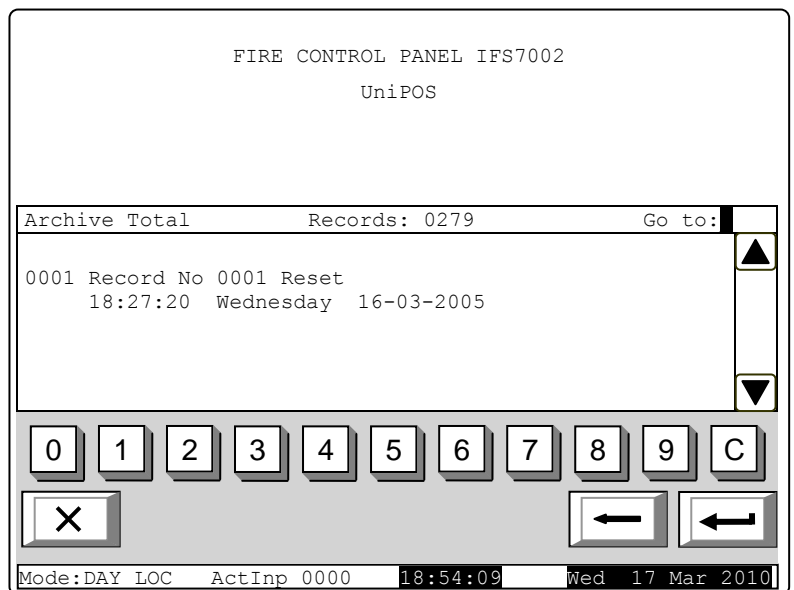 FIRE CONTROL PANEL IFS7002
UniPOS
Archive Total Records: 0279 Go to:
0001 Record No 0001 Reset
18:27:20 Wednesday 16-03-2005
0 1 2 3 4 5 6 7 8 9 C
Mode:DAY LOC ActInp 0000 18:54:09 Wed 17 Mar 2010